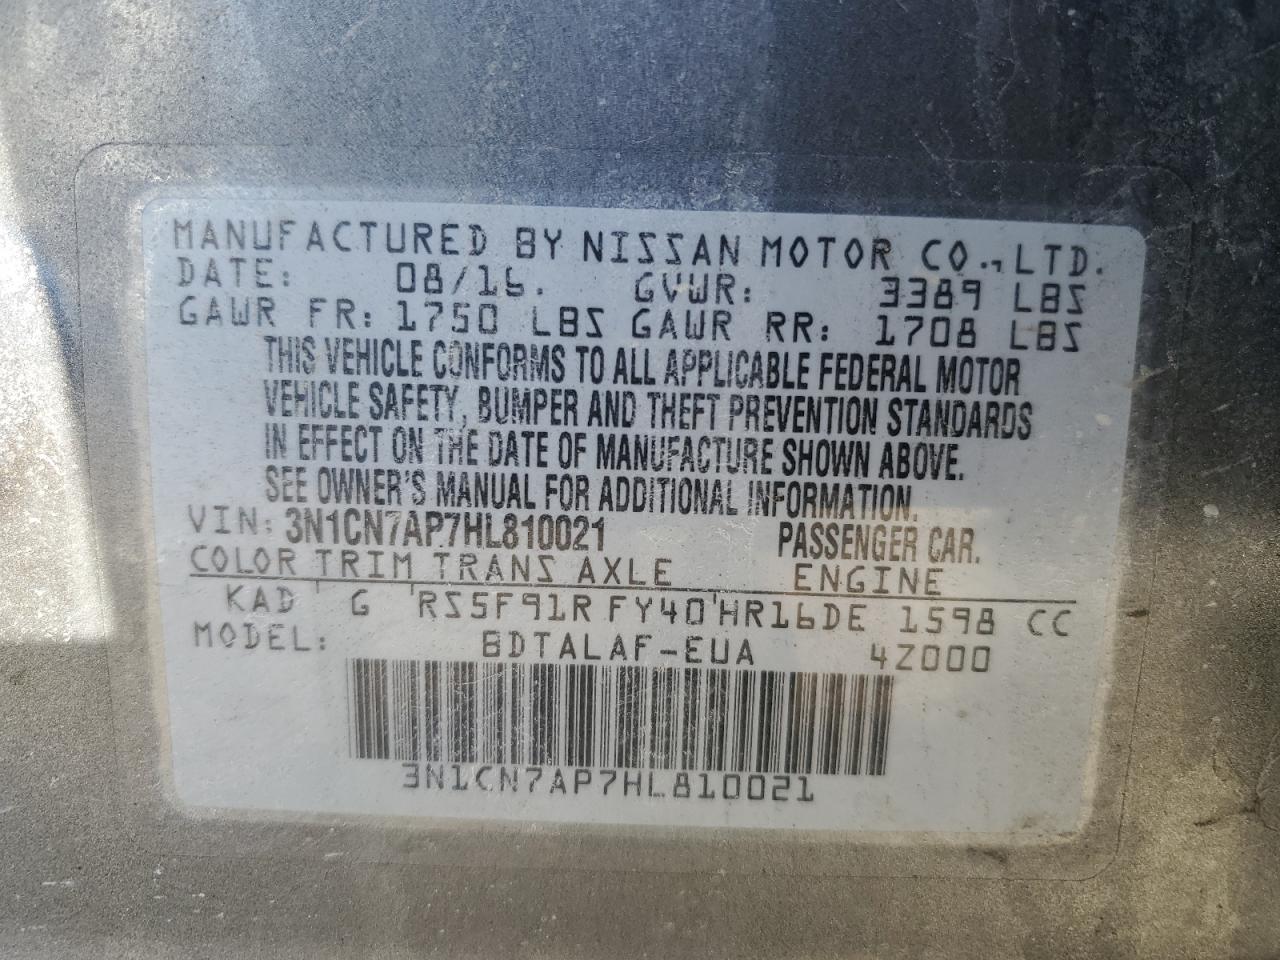 MANUFACTURED BY NISSAN MOTOR CO., LTD.
DATE: 08/16. GVWR: 3389 LBS
GAWR FR: 1750 LBS GAWR RR: 1708 LBS
THIS VEHICLE CONFORMS TO ALL APPLICABLE FEDERAL MOTOR
VEHICLE SAFETY, BUMPER AND THEFT PREVENTION STANDARDS
IN EFFECT ON THE DATE OF MANUFACTURE SHOWN ABOVE.
SEE OWNER'S MANUAL FOR ADDITIONAL INFORMATION.
VIN: 3N1CN7AP7HL810021 PASSENGER CAR.
COLOR TRIM TRANS AXLE ENGINE
KAD G RS5F91R FY40 HR16DE 1598 CC
MODEL: BDTALAF-EUA 4Z000
3N1CN7AP7HL810021